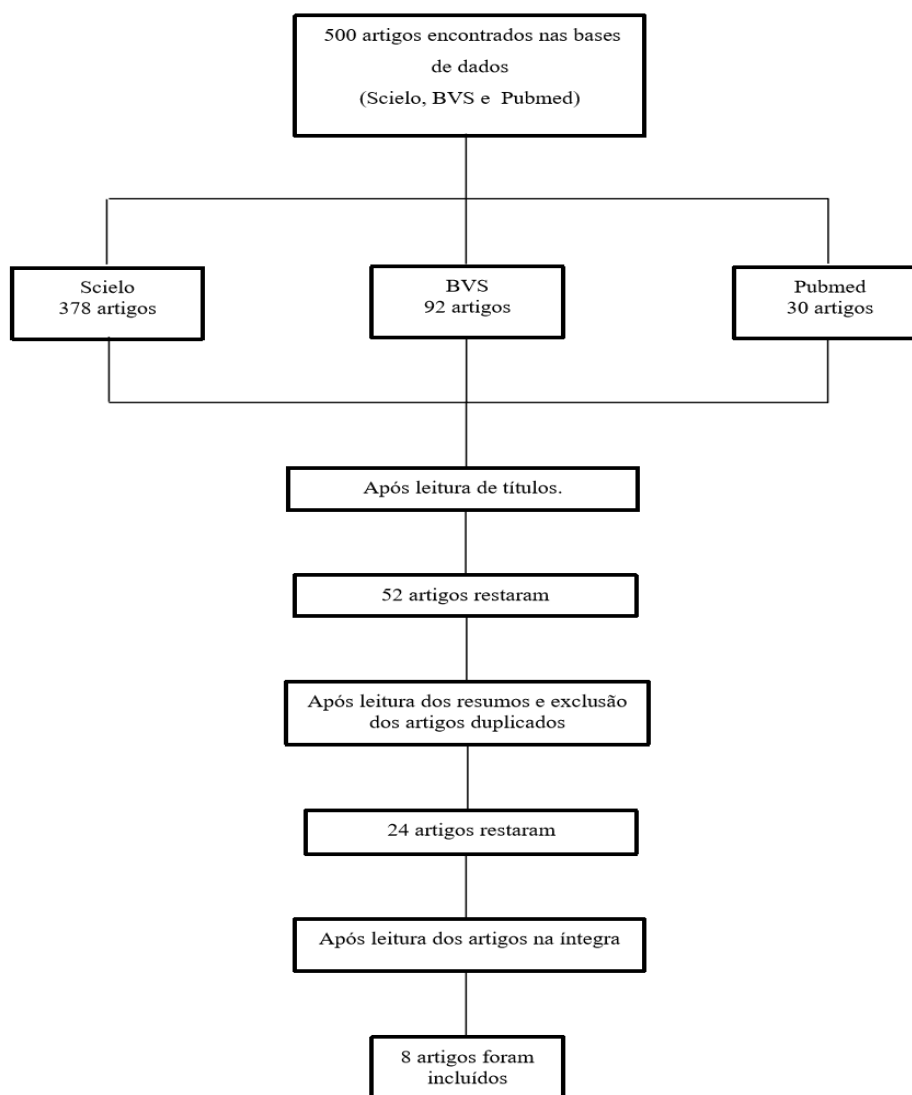 500 artigos encontrados nas bases
de dados
(Scielo, BVS e Pubmed)
Scielo
378 artigos
BVS
92 artigos
Pubmed
30 artigos
Após leitura de títulos.
52 artigos restaram
Após leitura dos resumos e exclusão
dos artigos duplicados
24 artigos restaram
Após leitura dos artigos na íntegra
8 artigos foram
incluídos